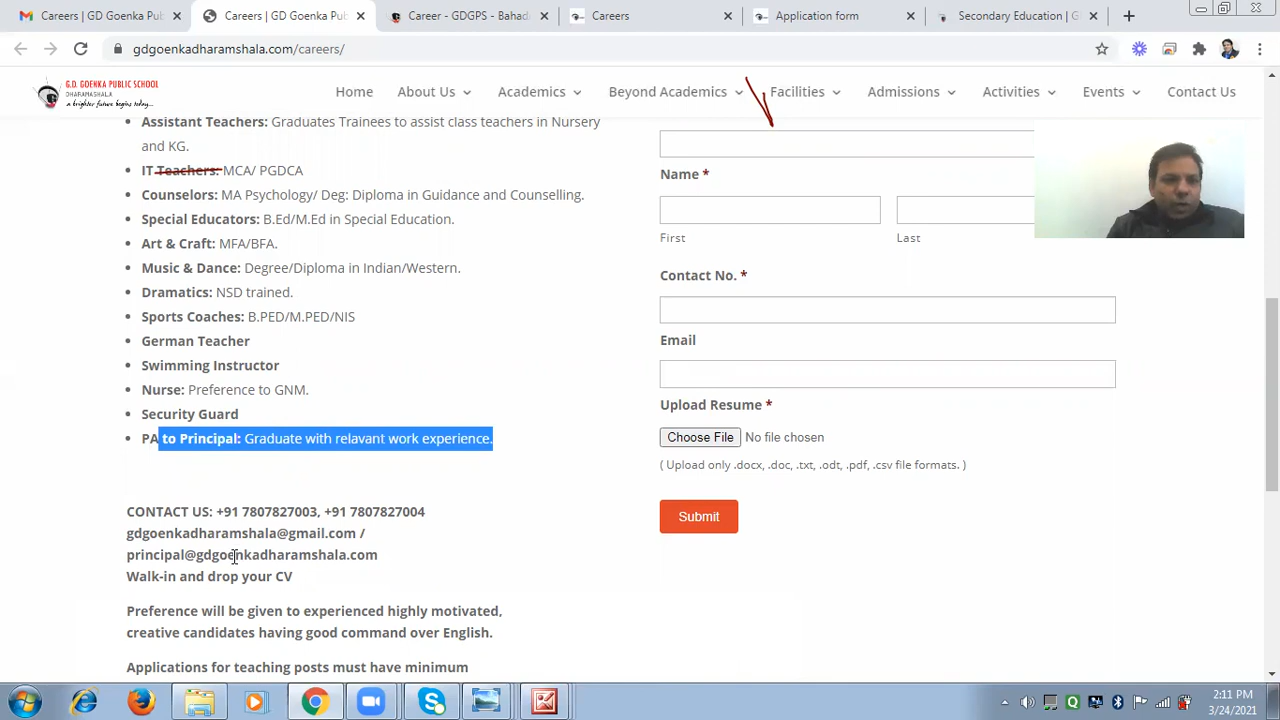 Careers | GD Goenka Pu
Careers | GD Goenka Pu
Career - GDGPS - Bahad
Careers
Application form
Secondary Education | G
gdgoenkadharamshala.com/careers/
G.D. GOENKA PUBLIC SCHOOL
DHARAMSHALA
a brighter future begins today...
Home
About Us
Academics
Beyond Academics
Facilities
Admissions
Activities
Events
Contact Us
Assistant Teachers: Graduates Trainees to assist class teachers in Nursery
and KG.
IT Teachers: MCA/ PGDCA
Counselors: MA Psychology/ Deg: Diploma in Guidance and Counselling.
Special Educators: B.Ed/M.Ed in Special Education.
Art & Craft: MFA/BFA.
Music & Dance: Degree/Diploma in Indian/Western.
Dramatics: NSD trained.
Sports Coaches: B.PED/M.PED/NIS
German Teacher
Swimming Instructor
Nurse: Preference to GNM.
Security Guard
PA to Principal: Graduate with relavant work experience.
CONTACT US: +91 7807827003, +91 7807827004
gdgoenkadharamshala@gmail.com /
principal@gdgoenkadharamshala.com
Walk-in and drop your CV
Preference will be given to experienced highly motivated,
creative candidates having good command over English.
Applications for teaching posts must have minimum
Name *
First
Last
Contact No. *
Email
Upload Resume *
Choose File No file chosen
( Upload only .docx, .doc, .txt, .odt, .pdf, .csv file formats. )
Submit
2:11 PM
3/24/2021